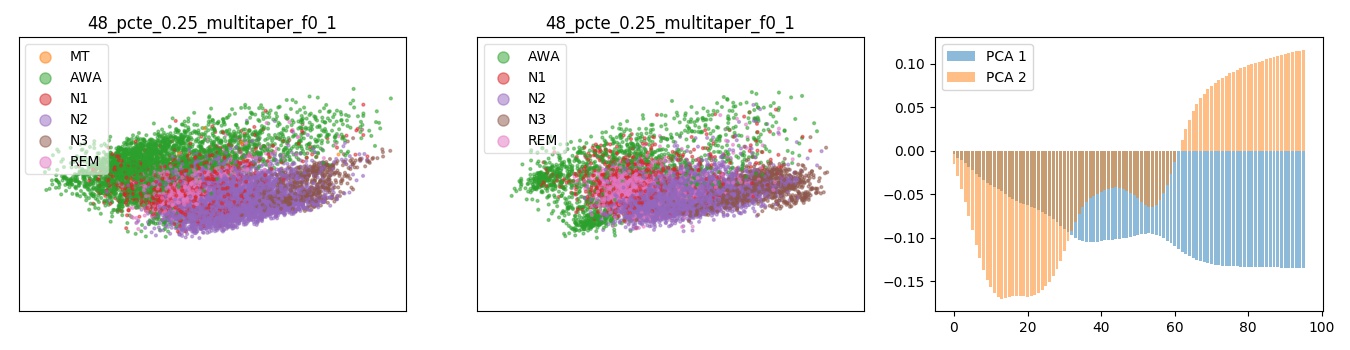 48_pcte_0.25_multitaper_f0_1
MT
AWA
N1
N2
N3
REM
48_pcte_0.25_multitaper_f0_1
AWA
N1
N2
N3
REM
PCA 1
PCA 2
0.10
0.05
0.00
−0.05
−0.10
−0.15
0 20 40 60 80 100